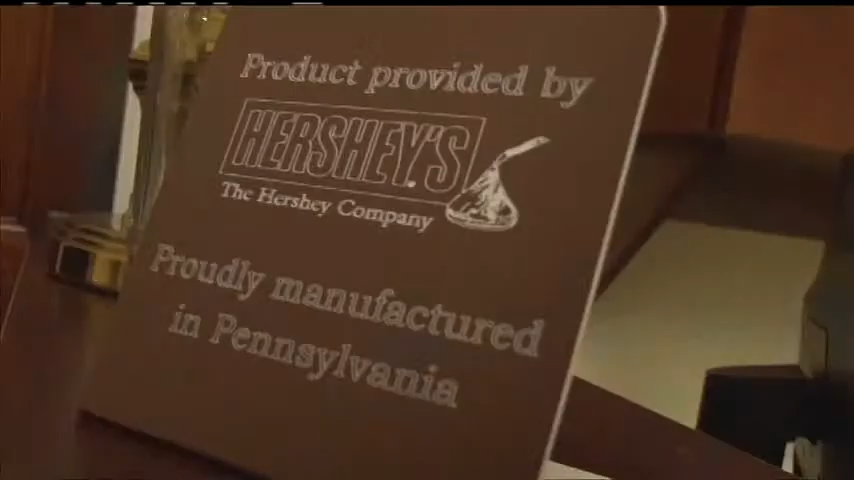 Product provided by
HERSHEY'S
The Hershey Company
Proudly manufactured
in Pennsylvania